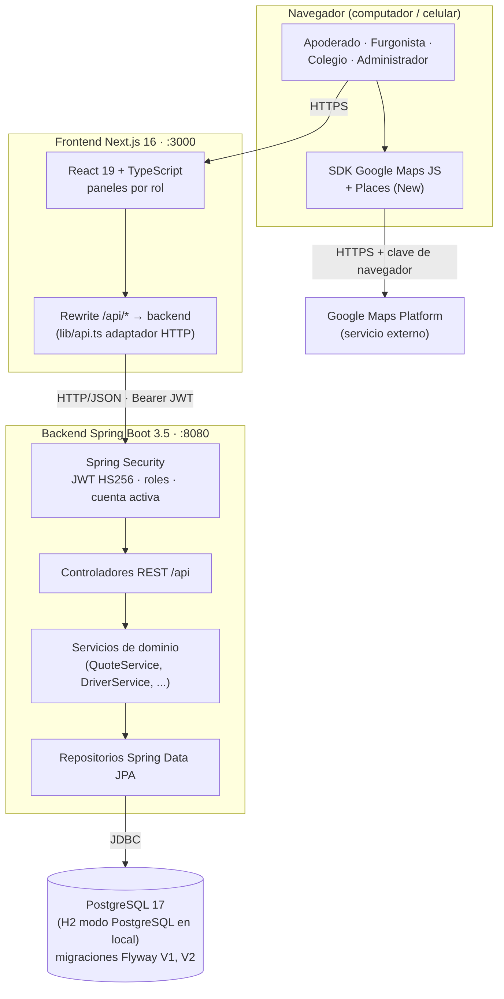 Navegador (computador / celular)
Apoderado · Furgonista ·
Colegio · Administrador
HTTPS
Frontend Next.js 16 · :3000
React 19 + TypeScript
paneles por rol
SDK Google Maps JS
+ Places (New)
HTTPS + clave de
navegador
Rewrite /api/* → backend
(lib/api.ts adaptador HTTP)
Google Maps Platform
(servicio externo)
HTTP/JSON · Bearer JWT
Backend Spring Boot 3.5 · :8080
Spring Security
JWT HS256 · roles ·
cuenta activa
Controladores REST /api
Servicios de dominio
(QuoteService,
DriverService, ...)
Repositorios Spring Data
JPA
JDBC
PostgreSQL 17
(H2 modo PostgreSQL en
local)
migraciones Flyway V1, V2